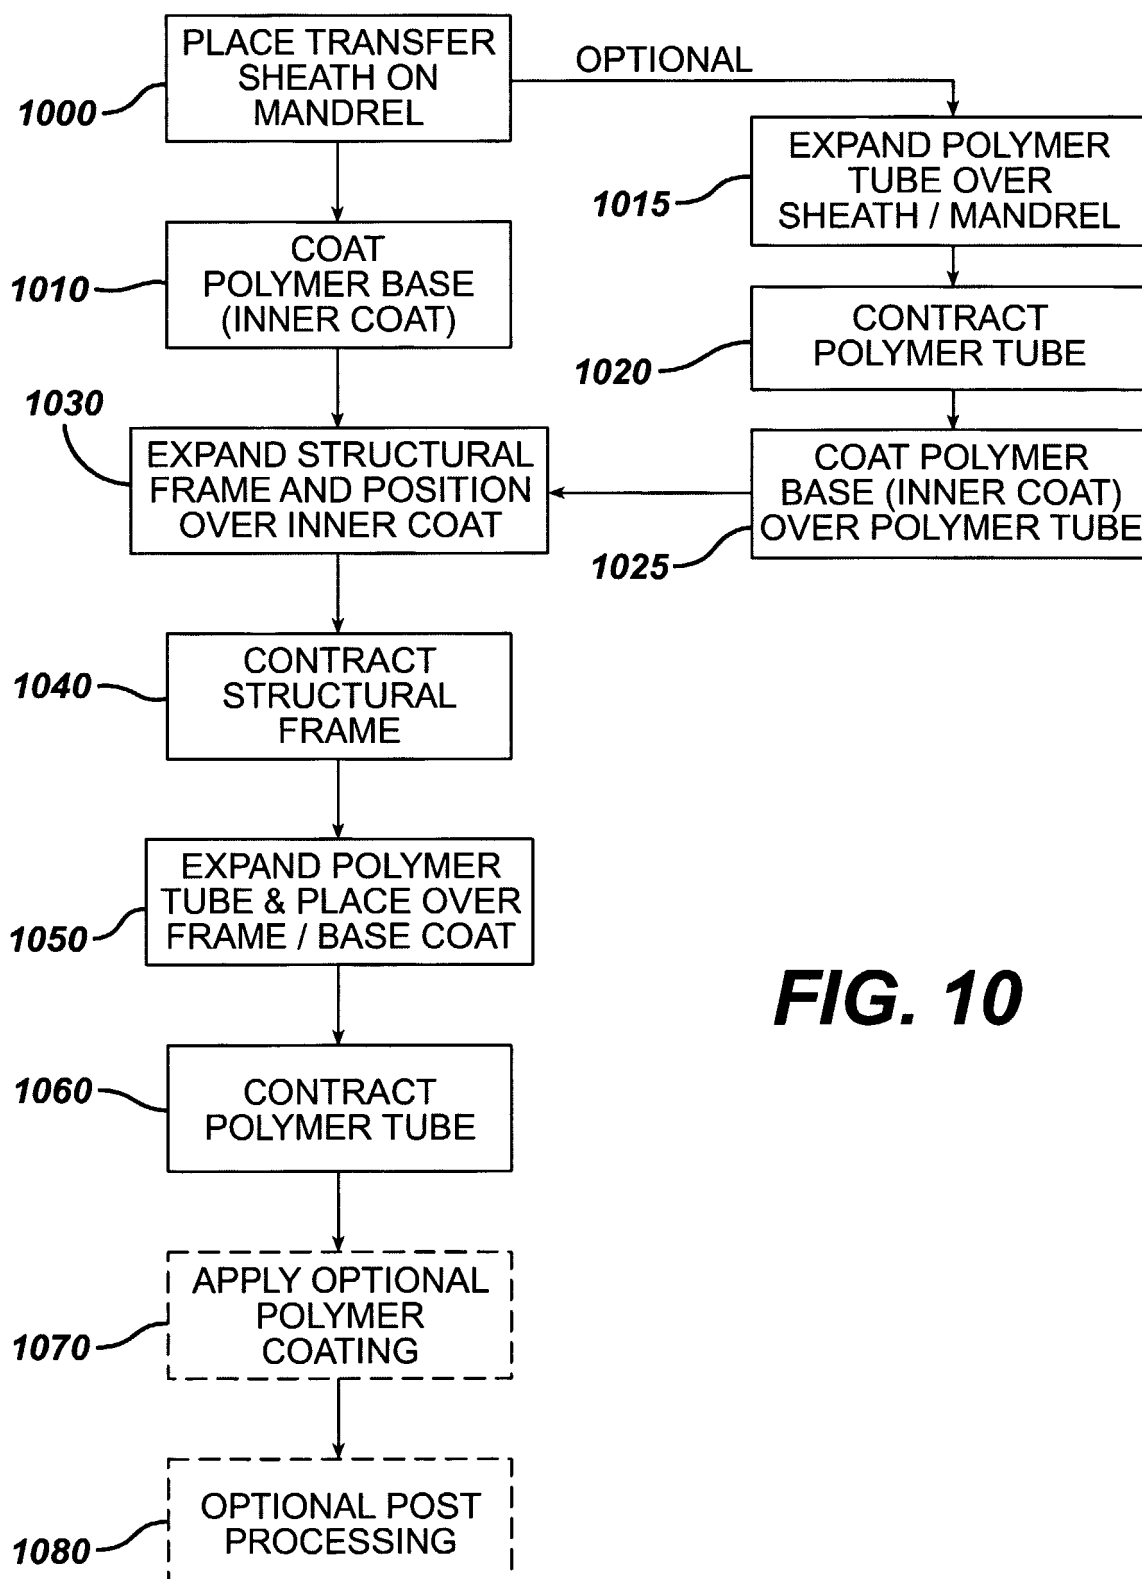 PLACE TRANSFER
SHEATH ON
MANDREL
1000
OPTIONAL
EXPAND POLYMER
TUBE OVER
SHEATH / MANDREL
1015
COAT
POLYMER BASE
(INNER COAT)
1010
CONTRACT
POLYMER TUBE
1020
1030
EXPAND STRUCTURAL
FRAME AND POSITION
OVER INNER COAT
COAT POLYMER
BASE (INNER COAT)
OVER POLYMER TUBE
1025
CONTRACT
STRUCTURAL
FRAME
1040
EXPAND POLYMER
TUBE & PLACE OVER
FRAME / BASE COAT
1050
FIG. 10
CONTRACT
POLYMER TUBE
1060
APPLY OPTIONAL
POLYMER
COATING
1070
OPTIONAL POST
PROCESSING
1080